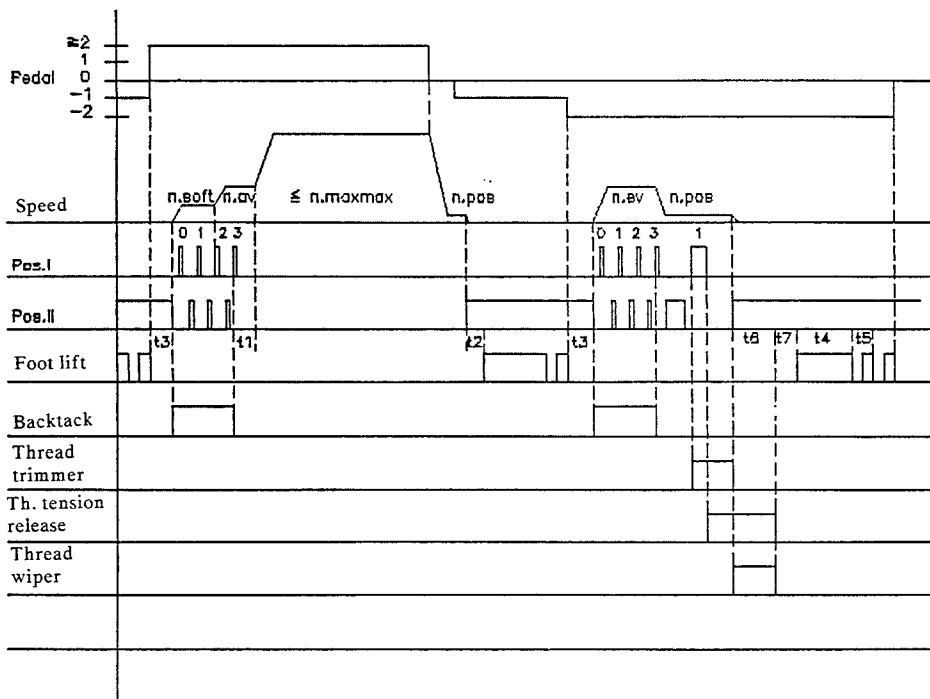 ≧2
1
Pedal 0
-1
-2
n.soft n.av ≦ n.maxmax n.pos n.av n.pos
Speed
0 1 2 3 0 1 2 3 1
Pos.I
Pos.II
t3 t1 t2 t3 t6 t7 t4 t5
Foot lift
Backtack
Thread
trimmer
Th. tension
release
Thread
wiper